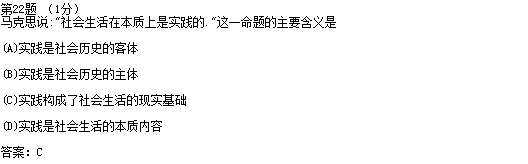 第22题 （1分）
马克思说:"社会生活在本质上是实践的."这一命题的主要含义是
(A)实践是社会历史的客体
(B)实践是社会历史的主体
(C)实践构成了社会生活的现实基础
(D)实践是社会生活的本质内容
答案：C